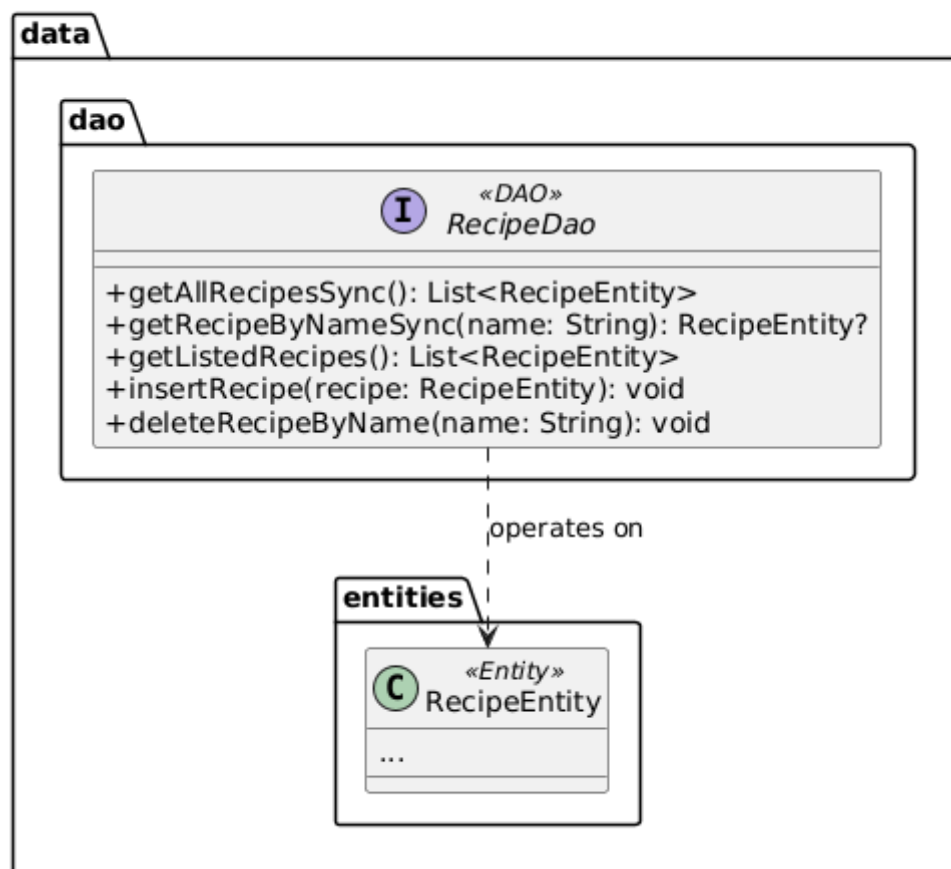 data
dao
I
«DAO»
RecipeDao
+getAllRecipesSync(): List<RecipeEntity>
+getRecipeByNameSync(name: String): RecipeEntity?
+getListedRecipes(): List<RecipeEntity>
+insertRecipe(recipe: RecipeEntity): void
+deleteRecipeByName(name: String): void
operates on
entities
C
«Entity»
RecipeEntity
...